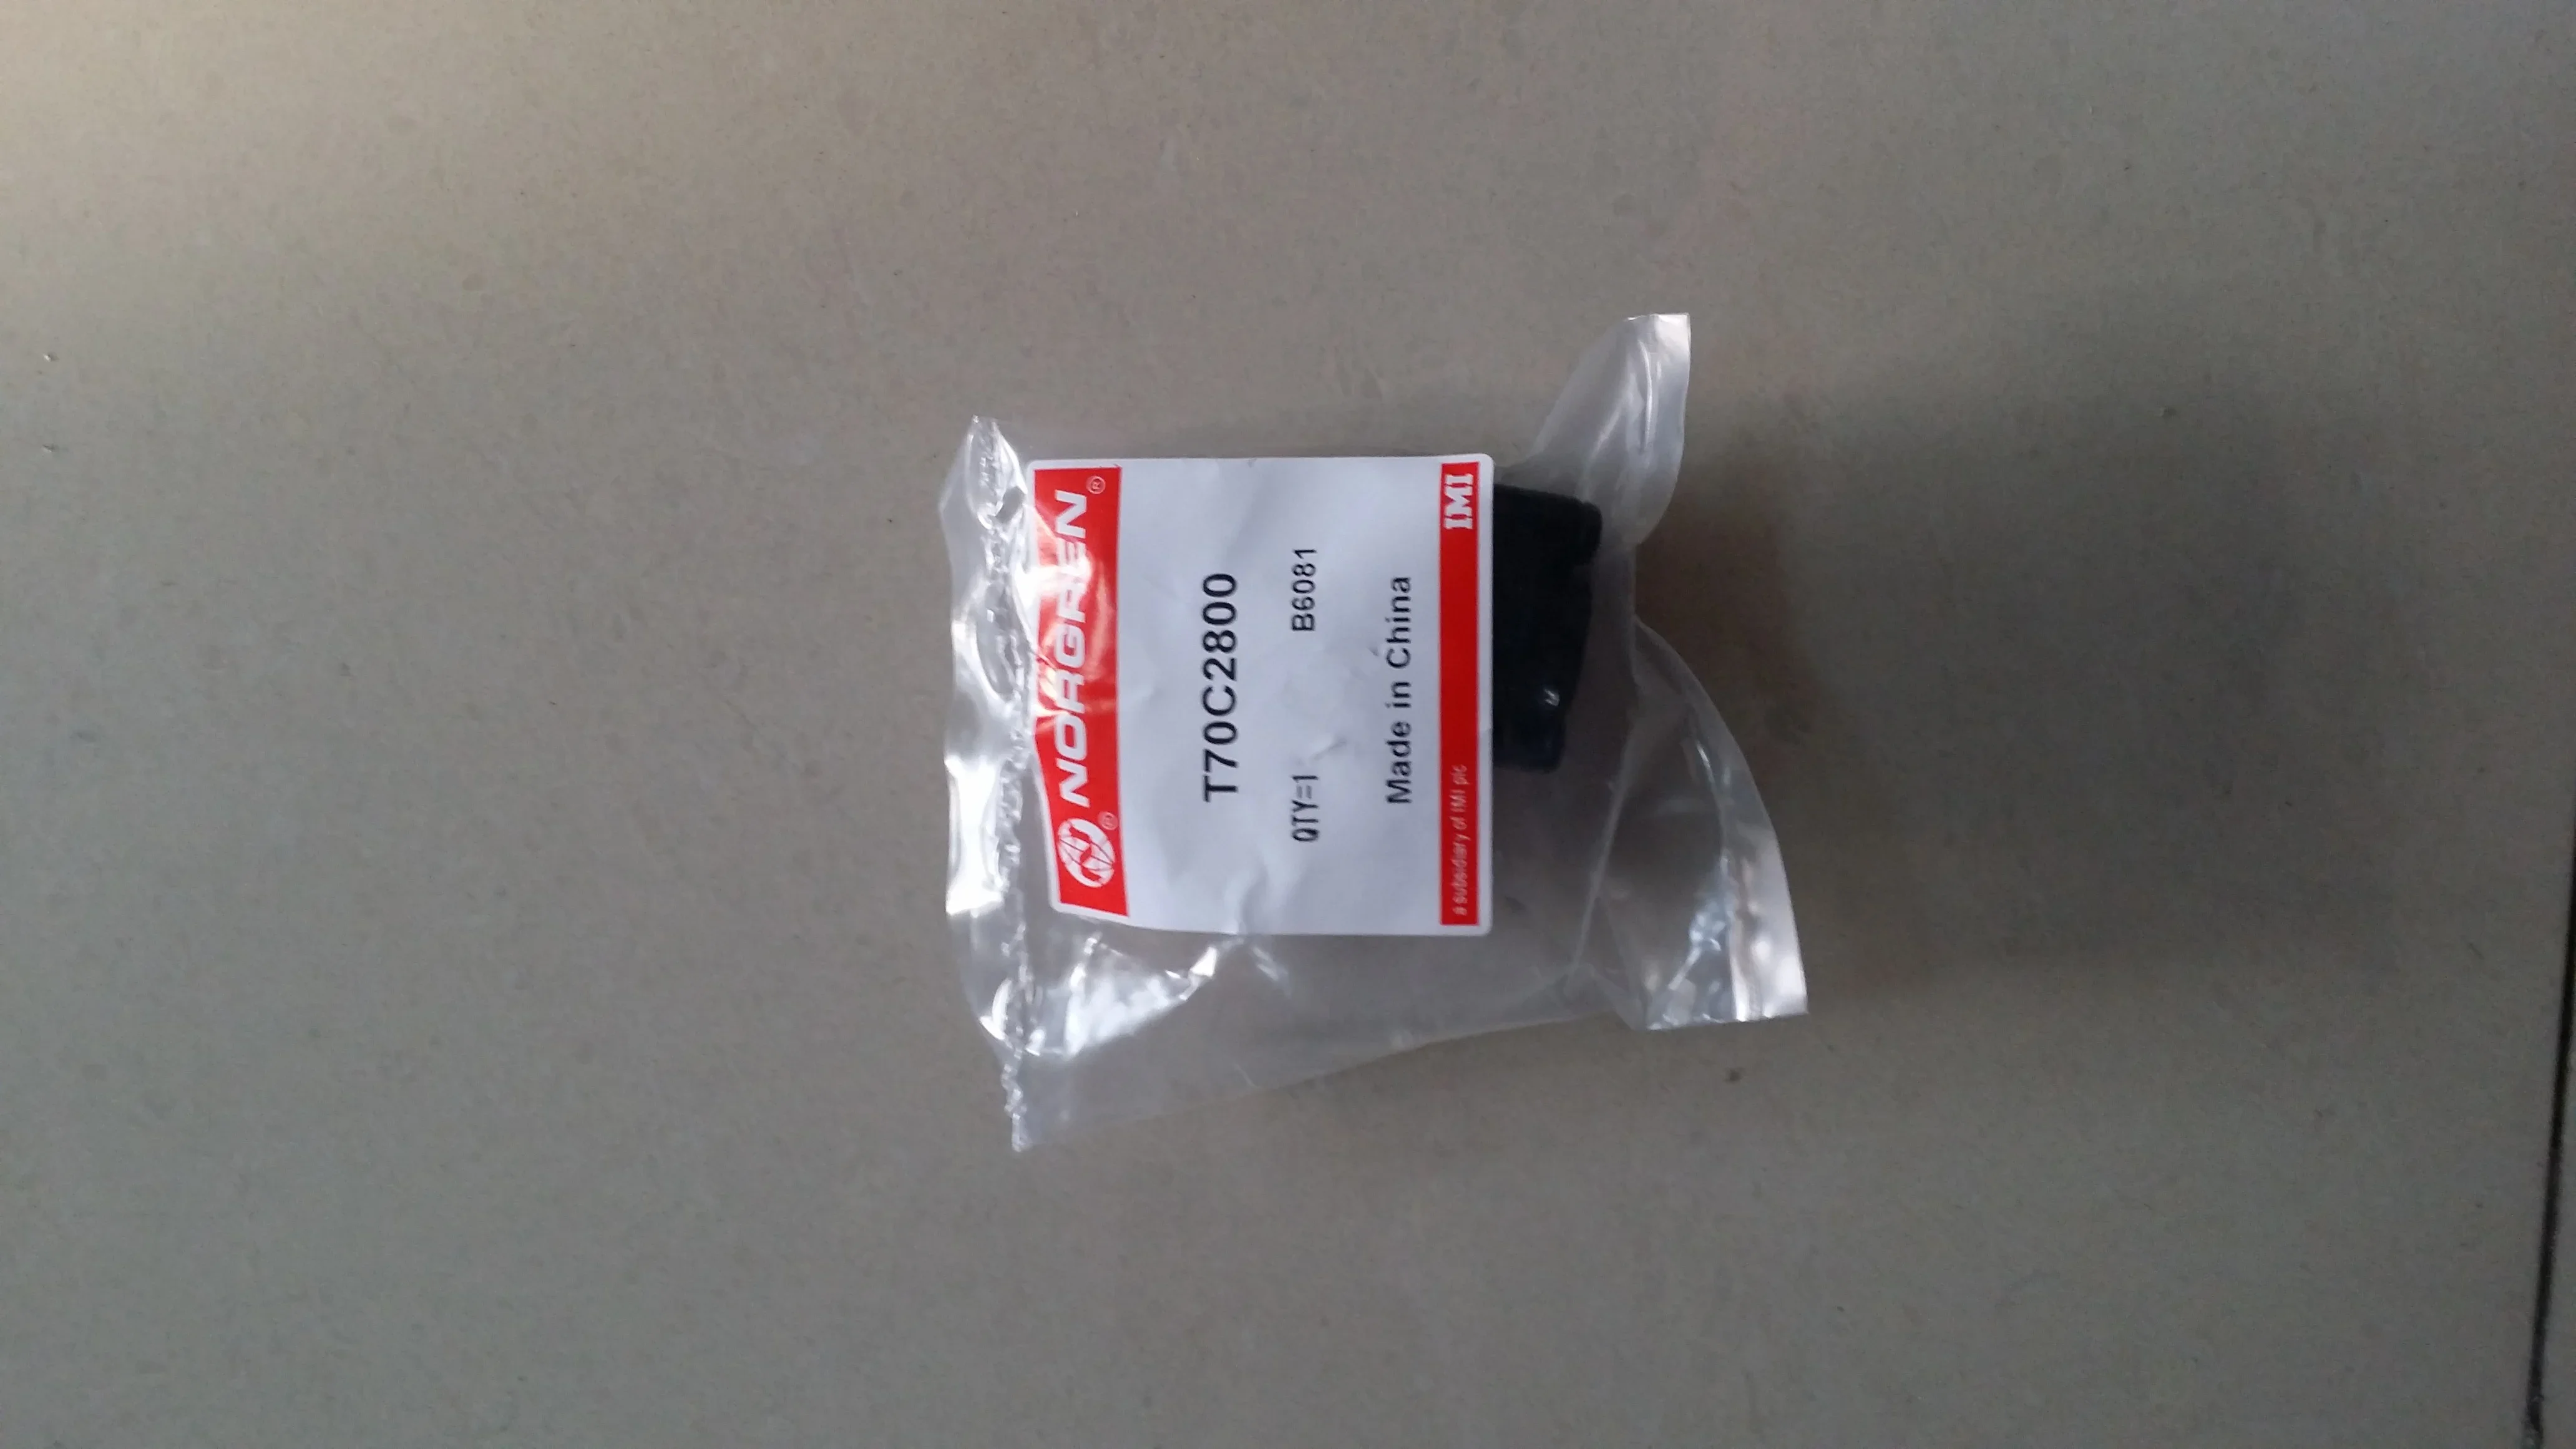 NORGREN®
T70C2800
QTY=1 B6081
Made in China
a subsidiary of IMI plc IMI